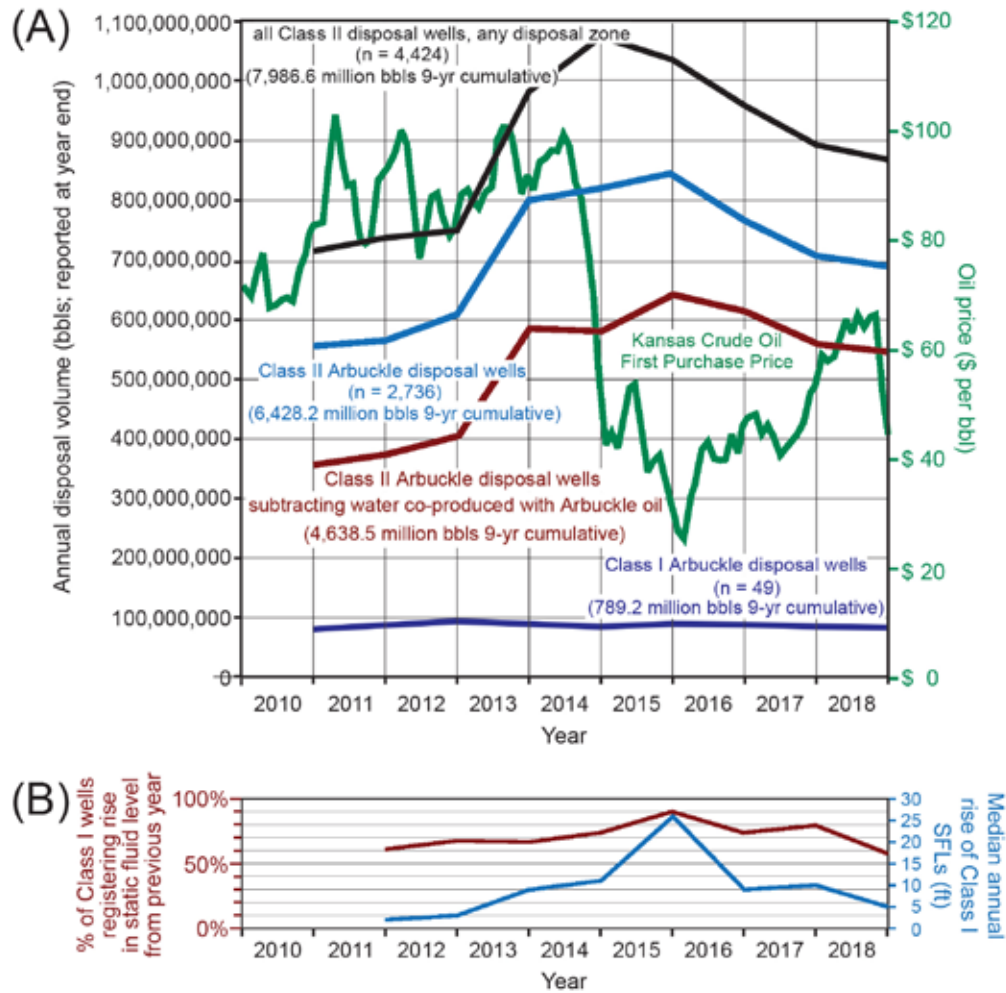 (A)
Annual disposal volume (bbls; reported at year end)
1,100,000,000
1,000,000,000
900,000,000
800,000,000
700,000,000
600,000,000
500,000,000
400,000,000
300,000,000
200,000,000
100,000,000
0
all Class II disposal wells, any disposal zone
(n = 4,424)
(7,986.6 million bbls 9-yr cumulative)
Class II Arbuckle disposal wells
(n = 2,736)
(6,428.2 million bbls 9-yr cumulative)
Kansas Crude Oil
First Purchase Price
Class II Arbuckle disposal wells
subtracting water co-produced with Arbuckle oil
(4,638.5 million bbls 9-yr cumulative)
Class I Arbuckle disposal wells
(n = 49)
(789.2 million bbls 9-yr cumulative)
$120
$100
$ 80
$ 60
$ 40
$ 20
$ 0
Oil price ($ per bbl)
2010 2011 2012 2013 2014 2015 2016 2017 2018
Year
(B)
% of Class I wells
registering rise
in static fluid level
from previous year
100%
50%
0%
30
25
20
15
10
5
0
Median annual
rise of Class I
SFLs (ft)
2010 2011 2012 2013 2014 2015 2016 2017 2018
Year